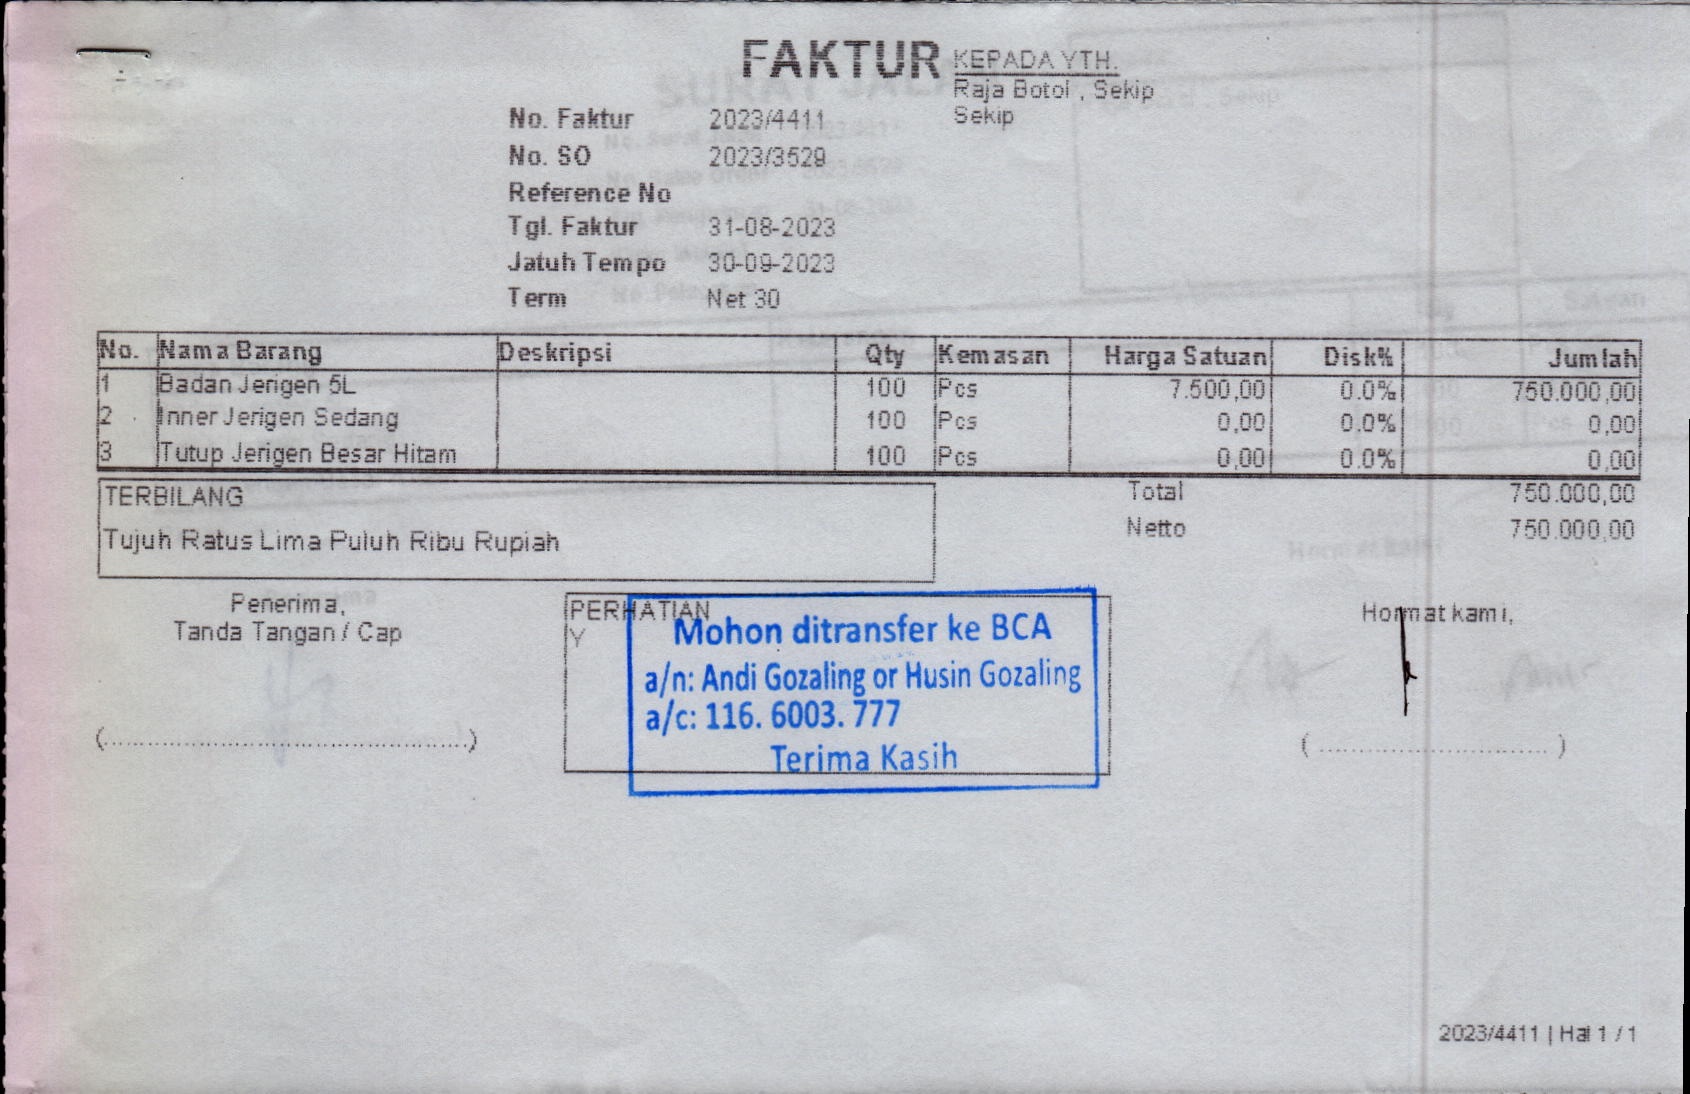 FAKTUR
KEPADA YTH.
Raja Botol , Sekip
Sekip
No. Faktur 2023/4411
No. SO 2023/3529
Reference No
Tgl. Faktur 31-08-2023
Jatuh Tempo 30-09-2023
Term Net 30
No. Nama Barang Deskripsi Qty Kemasan Harga Satuan Disk% Jumlah
1 Badan Jerigen 5L 100 Pcs 7.500,00 0.0% 750.000,00
2 Inner Jerigen Sedang 100 Pcs 0,00 0.0% 0,00
3 Tutup Jerigen Besar Hitam 100 Pcs 0,00 0.0% 0,00
TERBILANG
Tujuh Ratus Lima Puluh Ribu Rupiah
Total 750.000,00
Netto 750.000,00
Penerima,
Tanda Tangan / Cap
(............................................................)
PERHATIAN
Y
Mohon ditransfer ke BCA
a/n: Andi Gozaling or Husin Gozaling
a/c: 116. 6003. 777
Terima Kasih
Hormat kami,
( ..................................... )
2023/4411 | Hal 1 / 1